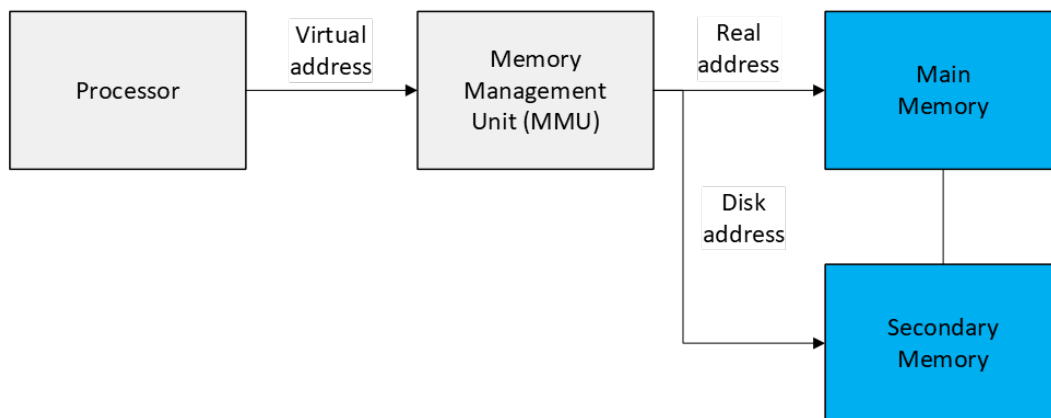 Processor
Virtual
address
Memory
Management
Unit (MMU)
Real
address
Main
Memory
Disk
address
Secondary
Memory